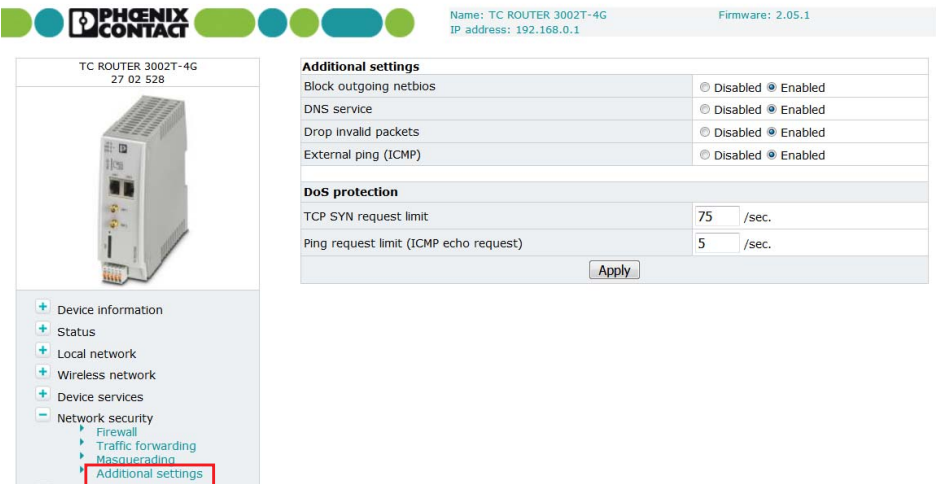 PHŒNIX
CONTACT
Name: TC ROUTER 3002T-4G
Firmware: 2.05.1
IP address: 192.168.0.1
TC ROUTER 3002T-4G
27 02 528
Device information
Status
Local network
Wireless network
Device services
Network security
Firewall
Traffic forwarding
Masquerading
Additional settings
Additional settings
Block outgoing netbios Disabled Enabled
DNS service Disabled Enabled
Drop invalid packets Disabled Enabled
External ping (ICMP) Disabled Enabled
DoS protection
TCP SYN request limit 75 /sec.
Ping request limit (ICMP echo request) 5 /sec.
Apply